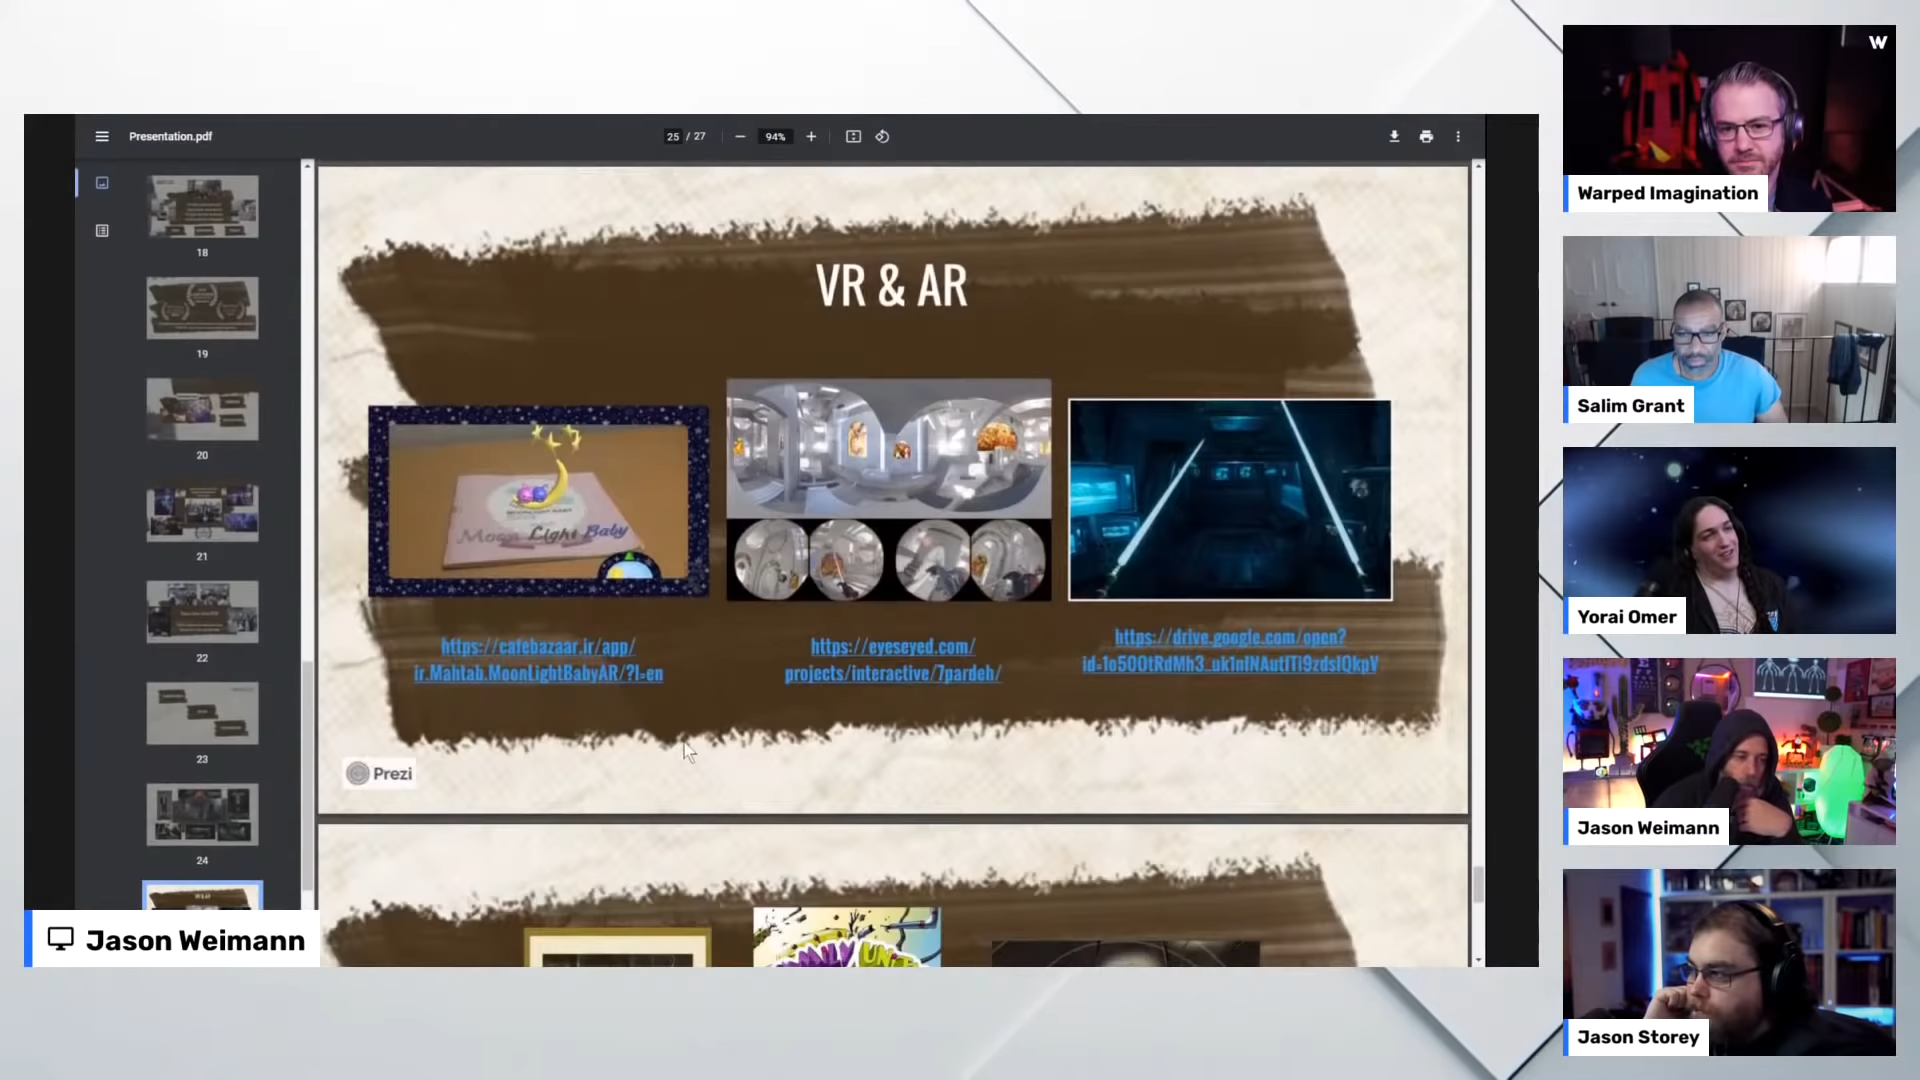 Presentation.pdf
25 / 27
94%
18
19
20
21
22
23
24
VR & AR
Moon Light Baby
https://cafebazaar.ir/app/
ir.Mahtab.MoonLightBabyAR/?l=en
https://eyeseyed.com/
projects/interactive/7pardeh/
https://drive.google.com/open?
Prezi
Jason Weimann
W
Warped Imagination
Salim Grant
Yorai Omer
Jason Weimann
Jason Storey